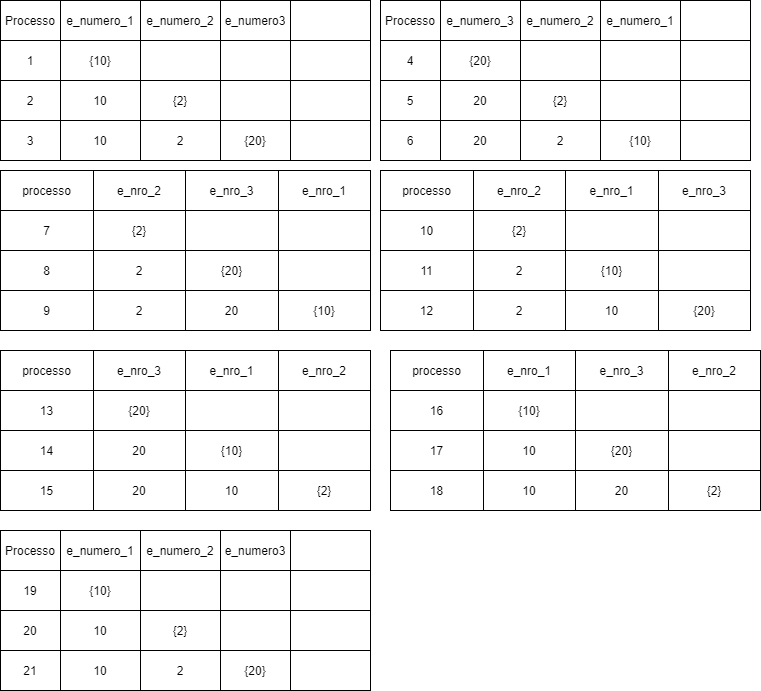 Processo e_numero_1 e_numero_2 e_numero3
1 {10}
2 10 {2}
3 10 2 {20}
Processo e_numero_3 e_numero_2 e_numero_1
4 {20}
5 20 {2}
6 20 2 {10}
processo e_nro_2 e_nro_3 e_nro_1
7 {2}
8 2 {20}
9 2 20 {10}
processo e_nro_2 e_nro_1 e_nro_3
10 {2}
11 2 {10}
12 2 10 {20}
processo e_nro_3 e_nro_1 e_nro_2
13 {20}
14 20 {10}
15 20 10 {2}
processo e_nro_1 e_nro_3 e_nro_2
16 {10}
17 10 {20}
18 10 20 {2}
Processo e_numero_1 e_numero_2 e_numero3
19 {10}
20 10 {2}
21 10 2 {20}